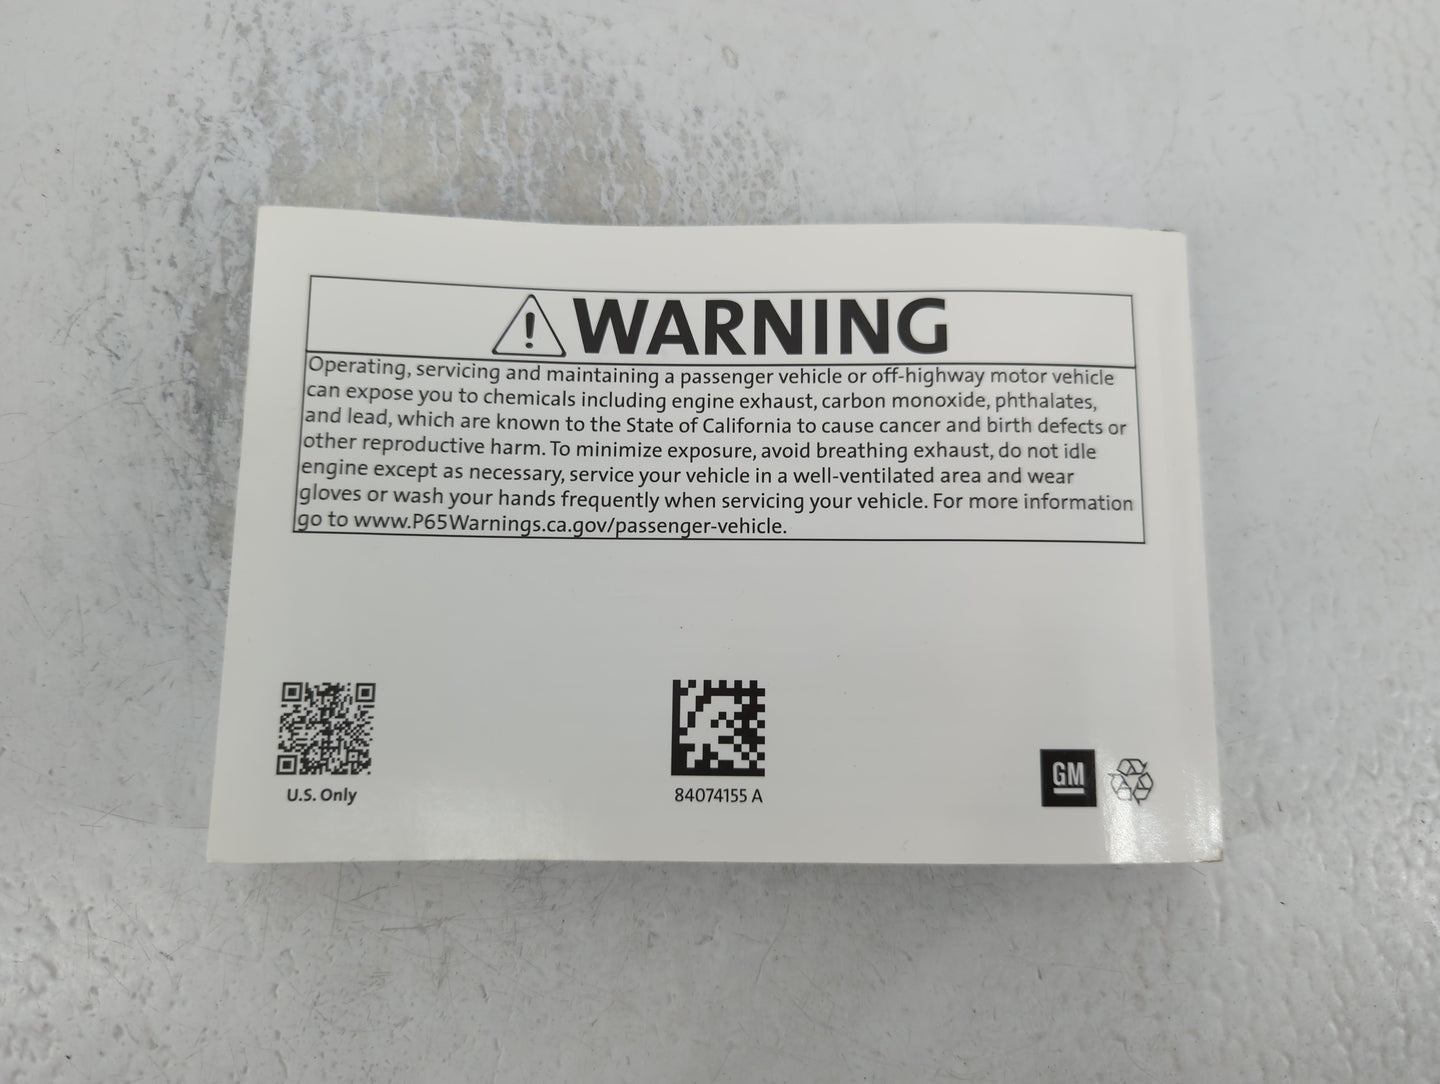 WARNING
Operating, servicing and maintaining a passenger vehicle or off-highway motor vehicle
can expose you to chemicals including engine exhaust, carbon monoxide, phthalates,
and lead, which are known to the State of California to cause cancer and birth defects or
other reproductive harm. To minimize exposure, avoid breathing exhaust, do not idle
engine except as necessary, service your vehicle in a well-ventilated area and wear
gloves or wash your hands frequently when servicing your vehicle. For more information
go to www.P65Warnings.ca.gov/passenger-vehicle.
U.S. Only
84074155 A
GM